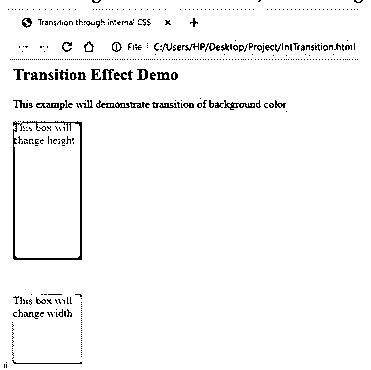 Transition through internal CSS × +
File C:/Users/HP/Desktop/Project/IntTransition.html
Transition Effect Demo
This example will demonstrate transition of background color
This box will
change height
This box will
change width